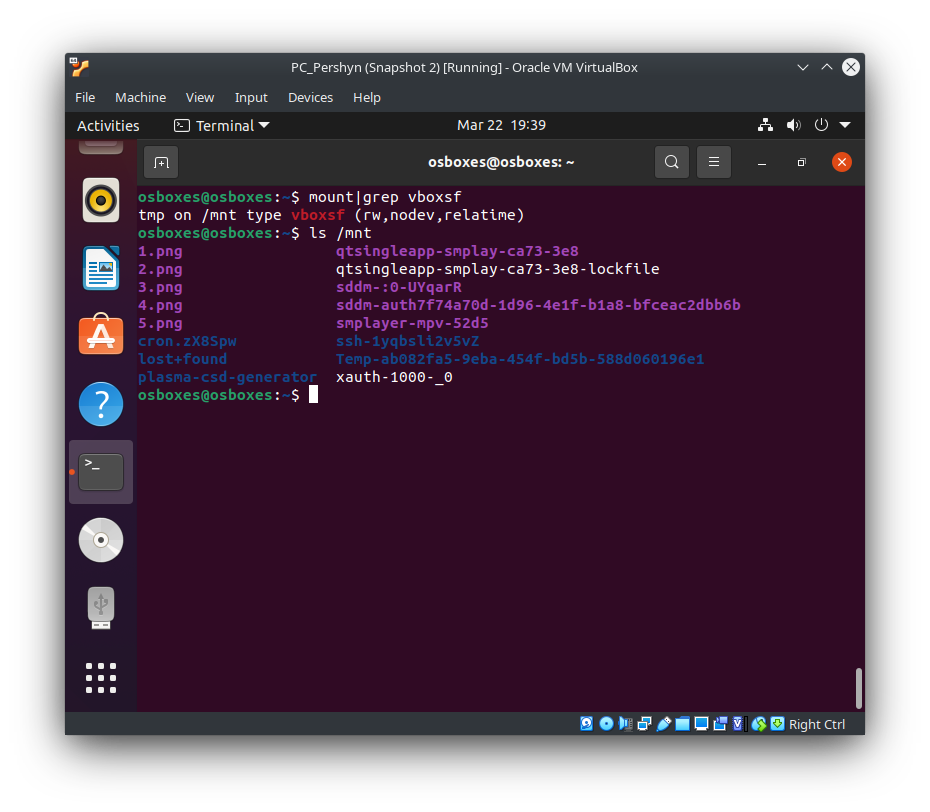 PC_Pershyn (Snapshot 2) [Running] - Oracle VM VirtualBox
File Machine View Input Devices Help
Activities Terminal Mar 22 19:39
osboxes@osboxes: ~
osboxes@osboxes:~$ mount|grep vboxsf
tmp on /mnt type vboxsf (rw,nodev,relatime)
osboxes@osboxes:~$ ls /mnt
1.png qtsingleapp-smplay-ca73-3e8
2.png qtsingleapp-smplay-ca73-3e8-lockfile
3.png sddm-:0-UYqarR
4.png sddm-auth7f74a70d-1d96-4e1f-b1a8-bfceac2dbb6b
5.png smplayer-mpv-52d5
cron.zX85pw ssh-1yqbsli2v5vZ
lost+found Temp-ab082fa5-9eba-454f-bd5b-588d060196e1
plasma-csd-generator xauth-1000-_0
osboxes@osboxes:~$
Right Ctrl